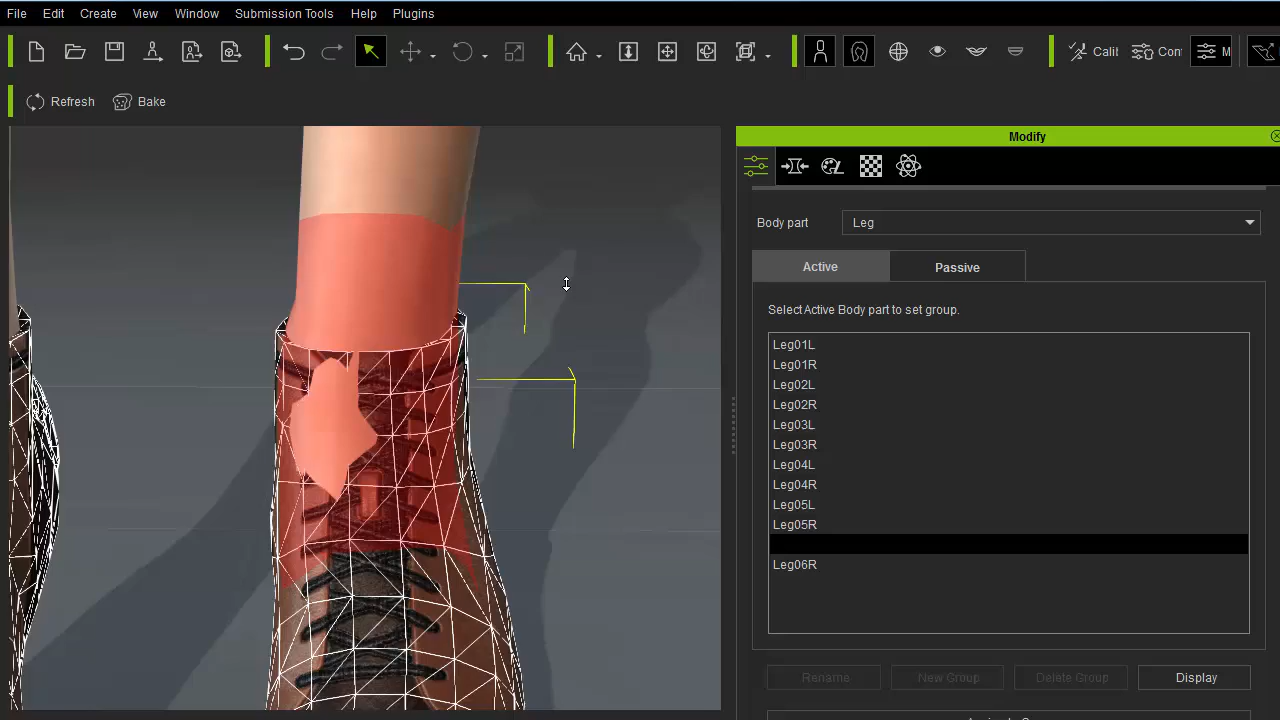 File Edit Create View Window Submission Tools Help Plugins
Calil Con M
Refresh Bake
Modify
Body part Leg
Active Passive
Select Active Body part to set group.
Leg01L
Leg01R
Leg02L
Leg02R
Leg03L
Leg03R
Leg04L
Leg04R
Leg05L
Leg05R
Leg06R
Rename New Group Delete Group Display